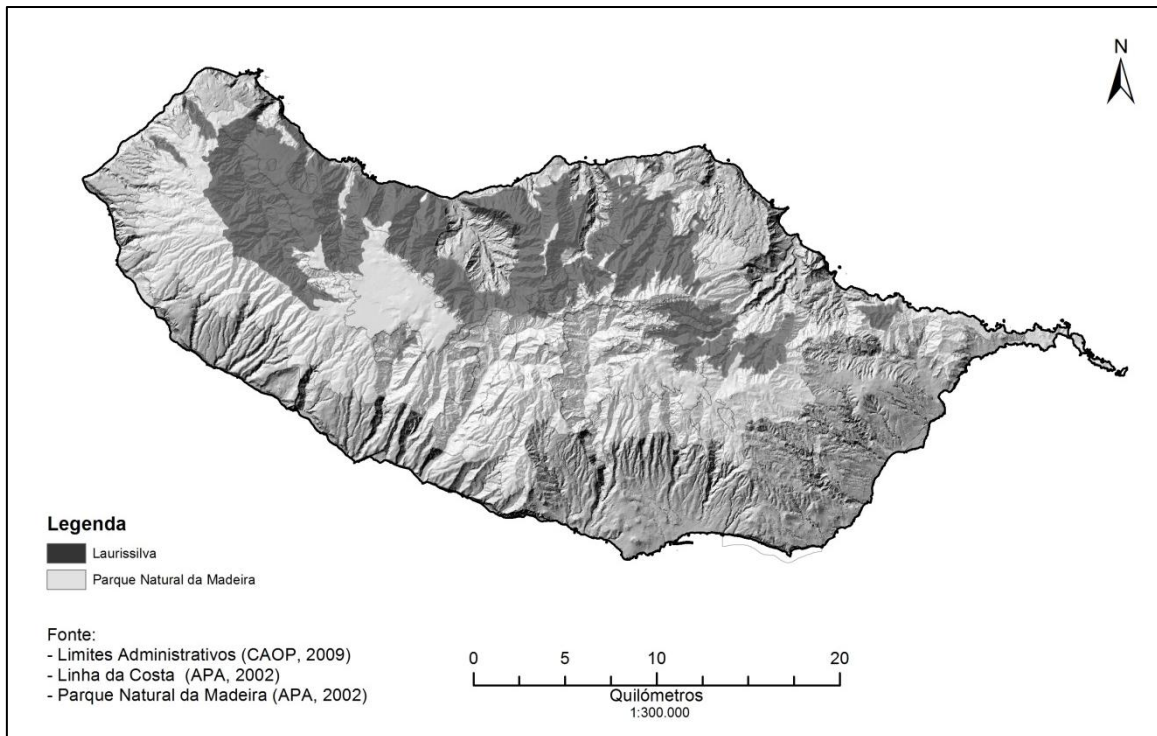 N
Legenda
Laurissilva
Parque Natural da Madeira
Fonte:
- Limites Administrativos (CAOP, 2009)
- Linha da Costa  (APA, 2002)
- Parque Natural da Madeira (APA, 2002)
0 5 10 20
Quilómetros
1:300.000